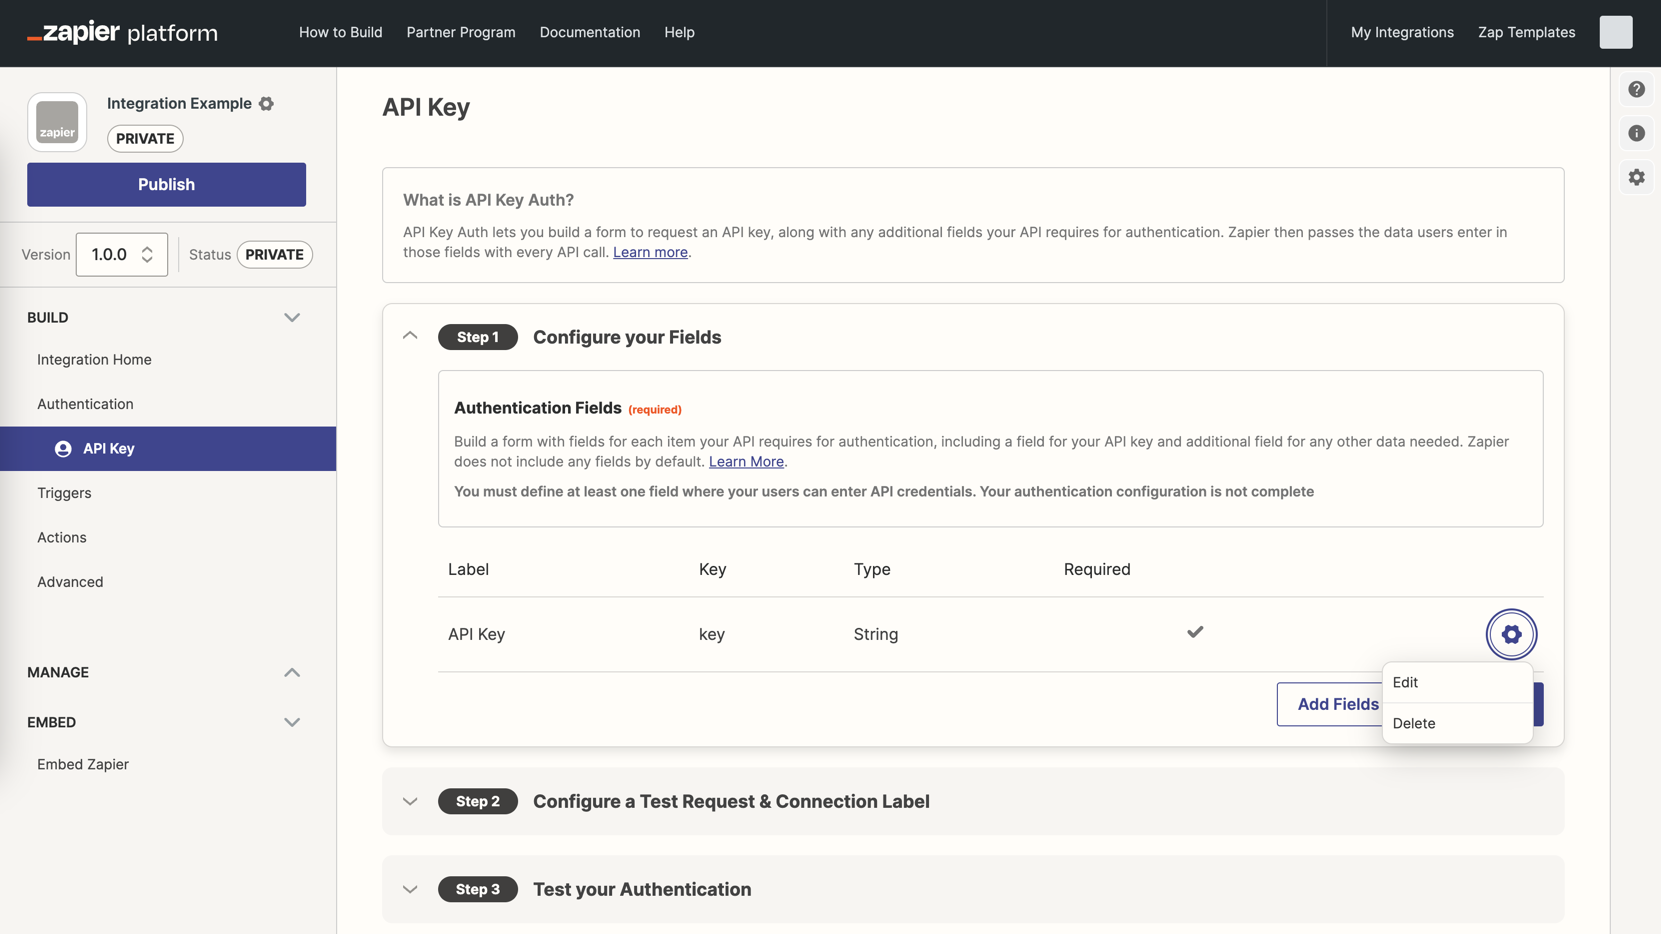 zapier platform
How to Build
Partner Program
Documentation
Help
My Integrations
Zap Templates
zapier
Integration Example
PRIVATE
Publish
Version
1.0.0
Status
PRIVATE
BUILD
Integration Home
Authentication
API Key
Triggers
Actions
Advanced
MANAGE
EMBED
Embed Zapier
API Key
What is API Key Auth?
API Key Auth lets you build a form to request an API key, along with any additional fields your API requires for authentication. Zapier then passes the data users enter in
those fields with every API call. Learn more.
Step 1
Configure your Fields
Authentication Fields (required)
Build a form with fields for each item your API requires for authentication, including a field for your API key and additional field for any other data needed. Zapier
does not include any fields by default. Learn More.
You must define at least one field where your users can enter API credentials. Your authentication configuration is not complete
Label
Key
Type
Required
API Key
key
String
Add Fields
Edit
Delete
Step 2
Configure a Test Request & Connection Label
Step 3
Test your Authentication